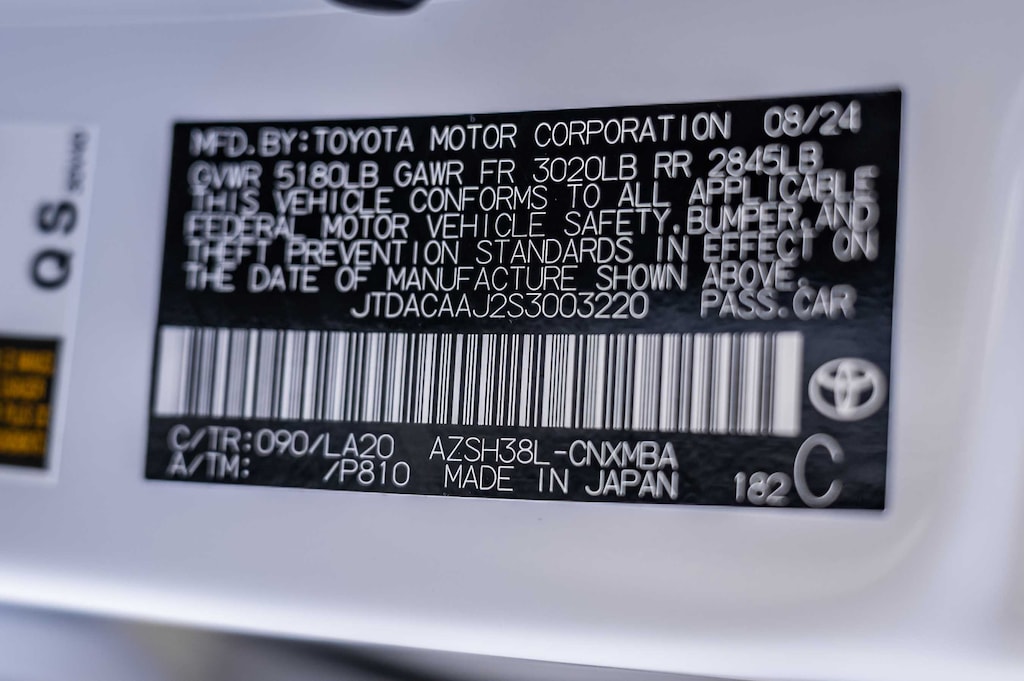 MFD.BY:TOYOTA MOTOR CORPORATION 08/24
GVWR 5180LB GAWR FR 3020LB RR 2845LB
THIS VEHICLE CONFORMS TO ALL APPLICABLE
FEDERAL MOTOR VEHICLE SAFETY,BUMPER,AND
THEFT PREVENTION STANDARDS IN EFFECT ON
THE DATE OF MANUFACTURE SHOWN ABOVE.
JTDACAAJ2S3003220 PASS.CAR
C/TR:090/LA20 AZSH38L-CNXMBA
A/TM: /P810 MADE IN JAPAN 182 C
QS